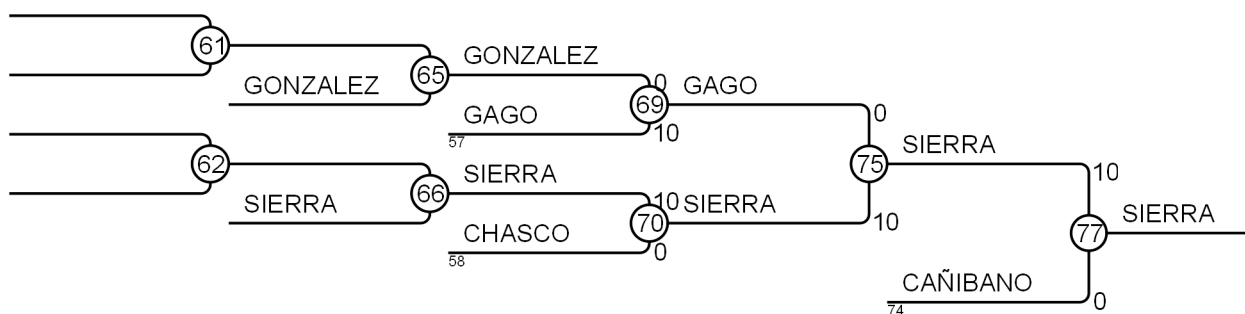 61
GONZALEZ
65
GONZALEZ
GAGO
57
0
69
10
GAGO
62
SIERRA
66
SIERRA
CHASCO
58
10
70
0
SIERRA
0
75
10
SIERRA
CAÑIBANO
74
10
77
0
SIERRA